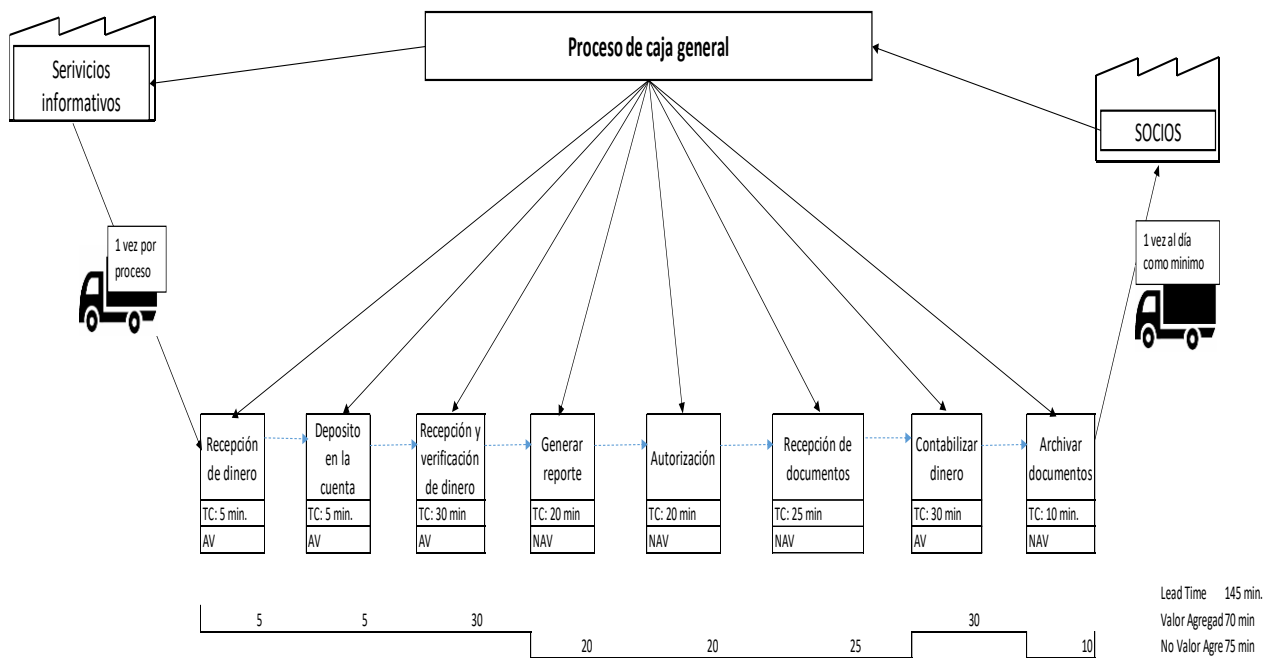 Proceso de caja general
Serivicios
informativos
SOCIOS
1 vez por
proceso
1 vez al día
como minimo
Recepción
de dinero
TC: 5 min.
AV
Deposito
en la
cuenta
TC: 5 min.
AV
Recepción y
verificación
de dinero
TC: 30 min
AV
Generar
reporte
TC: 20 min
NAV
Autorización
TC: 20 min
NAV
Recepción de
documentos
TC: 25 min
NAV
Contabilizar
dinero
TC: 30 min
AV
Archivar
documentos
TC: 10 min.
NAV
5 5 30 30
20 20 25 10
Lead Time 145 min.
Valor Agregad 70 min
No Valor Agre 75 min